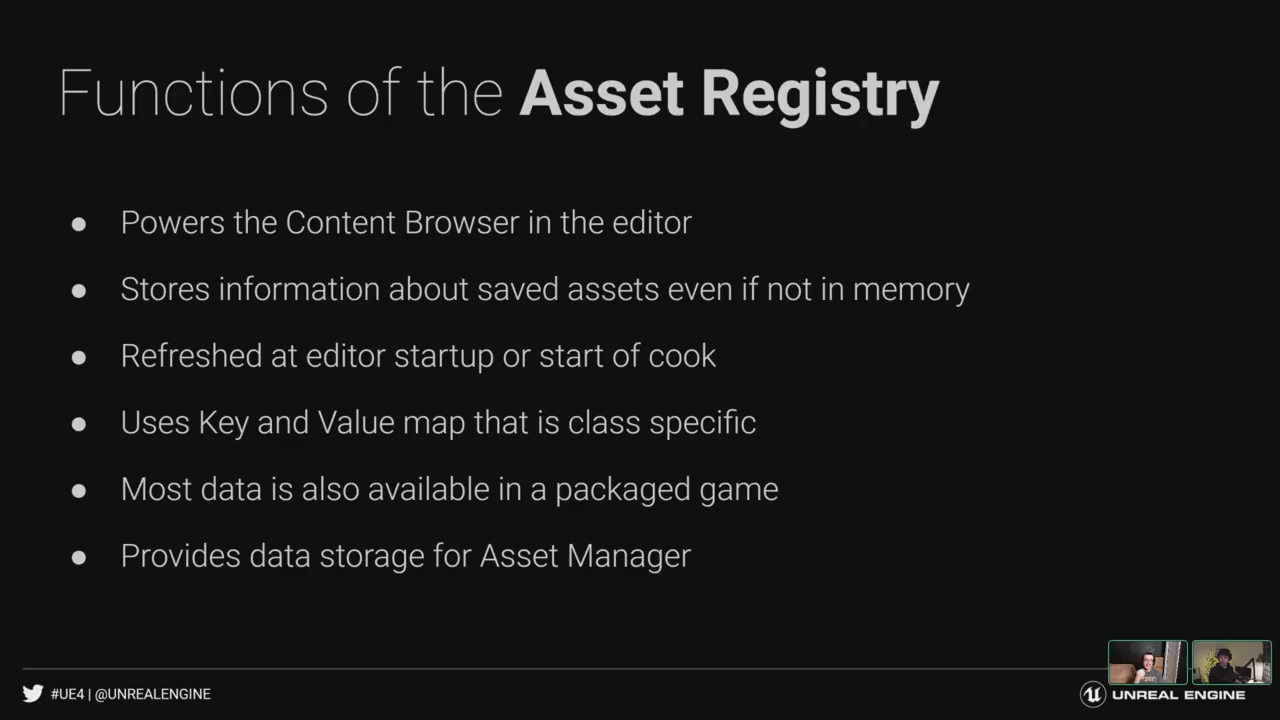 Functions of the Asset Registry
● Powers the Content Browser in the editor
● Stores information about saved assets even if not in memory
● Refreshed at editor startup or start of cook
● Uses Key and Value map that is class specific
● Most data is also available in a packaged game
● Provides data storage for Asset Manager
#UE4 | @UNREALENGINE
UNREAL ENGINE